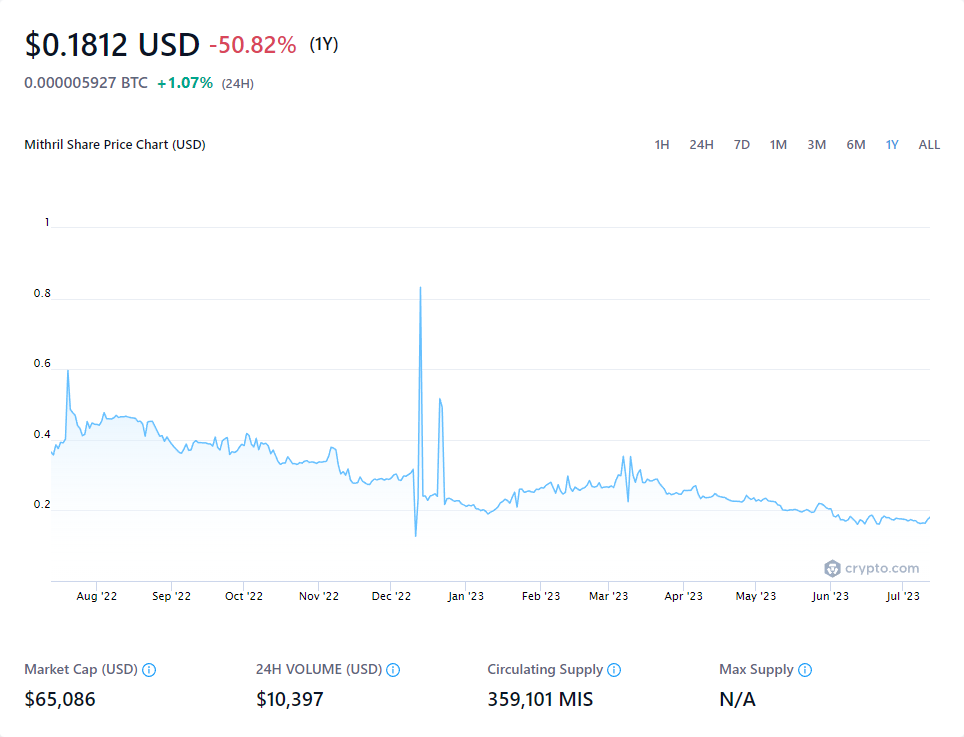 $0.1812 USD -50.82% (1Y)
0.000005927 BTC +1.07% (24H)
Mithril Share Price Chart (USD) 1H 24H 7D 1M 3M 6M 1Y ALL
1
0.8
0.6
0.4
0.2
crypto.com
Aug '22 Sep '22 Oct '22 Nov '22 Dec '22 Jan '23 Feb '23 Mar '23 Apr '23 May '23 Jun '23 Jul '23
Market Cap (USD) 24H VOLUME (USD) Circulating Supply Max Supply
$65,086 $10,397 359,101 MIS N/A